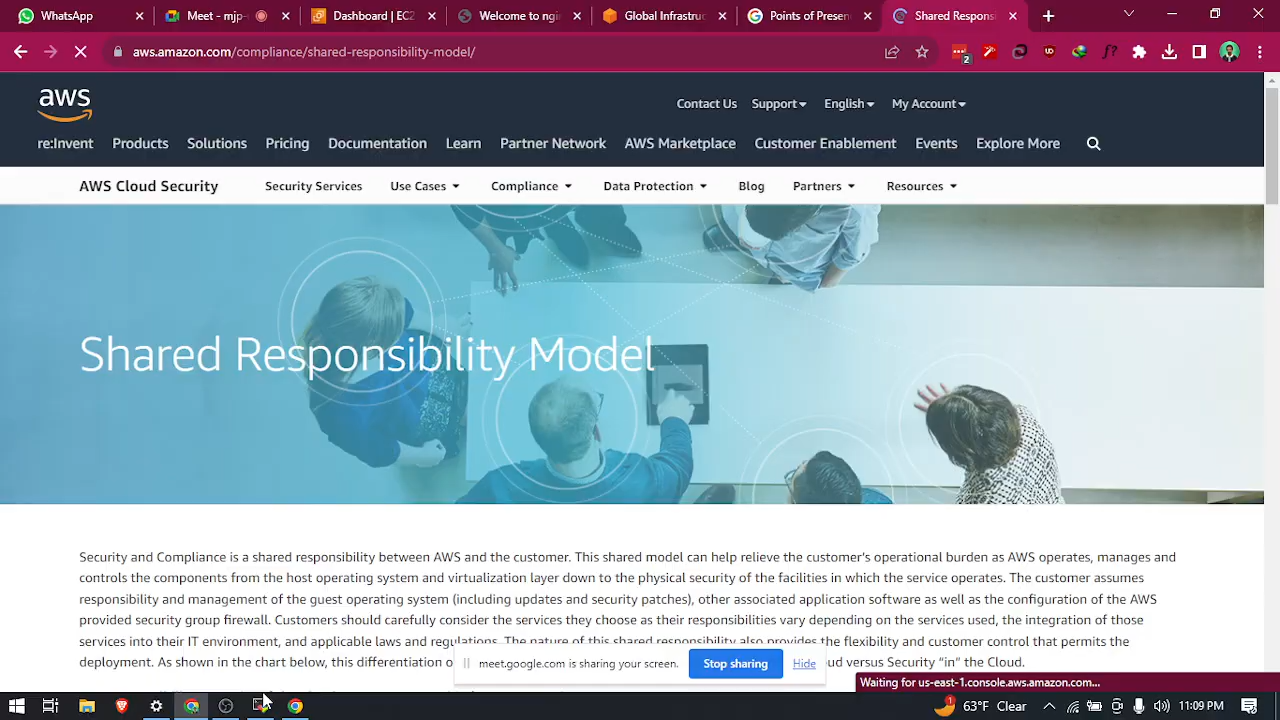 WhatsApp
Meet - mjp-
Dashboard | EC2
Welcome to ngi
Global Infrastruc
Points of Presen
Shared Respons
aws.amazon.com/compliance/shared-responsibility-model/
2
f?
aws
Contact Us Support English My Account
re:Invent Products Solutions Pricing Documentation Learn Partner Network AWS Marketplace Customer Enablement Events Explore More
AWS Cloud Security Security Services Use Cases Compliance Data Protection Blog Partners Resources
Shared Responsibility Model
Security and Compliance is a shared responsibility between AWS and the customer. This shared model can help relieve the customer's operational burden as AWS operates, manages and
controls the components from the host operating system and virtualization layer down to the physical security of the facilities in which the service operates. The customer assumes
responsibility and management of the guest operating system (including updates and security patches), other associated application software as well as the configuration of the AWS
provided security group firewall. Customers should carefully consider the services they choose as their responsibilities vary depending on the services used, the integration of those
services into their IT environment, and applicable laws and regulations. The nature of this shared responsibility also provides the flexibility and customer control that permits the
deployment. As shown in the chart below, this differentiation o
oud versus Security “in” the Cloud.
meet.google.com is sharing your screen. Stop sharing Hide
Waiting for us-east-1.console.aws.amazon.com...
1
63°F Clear
11:09 PM